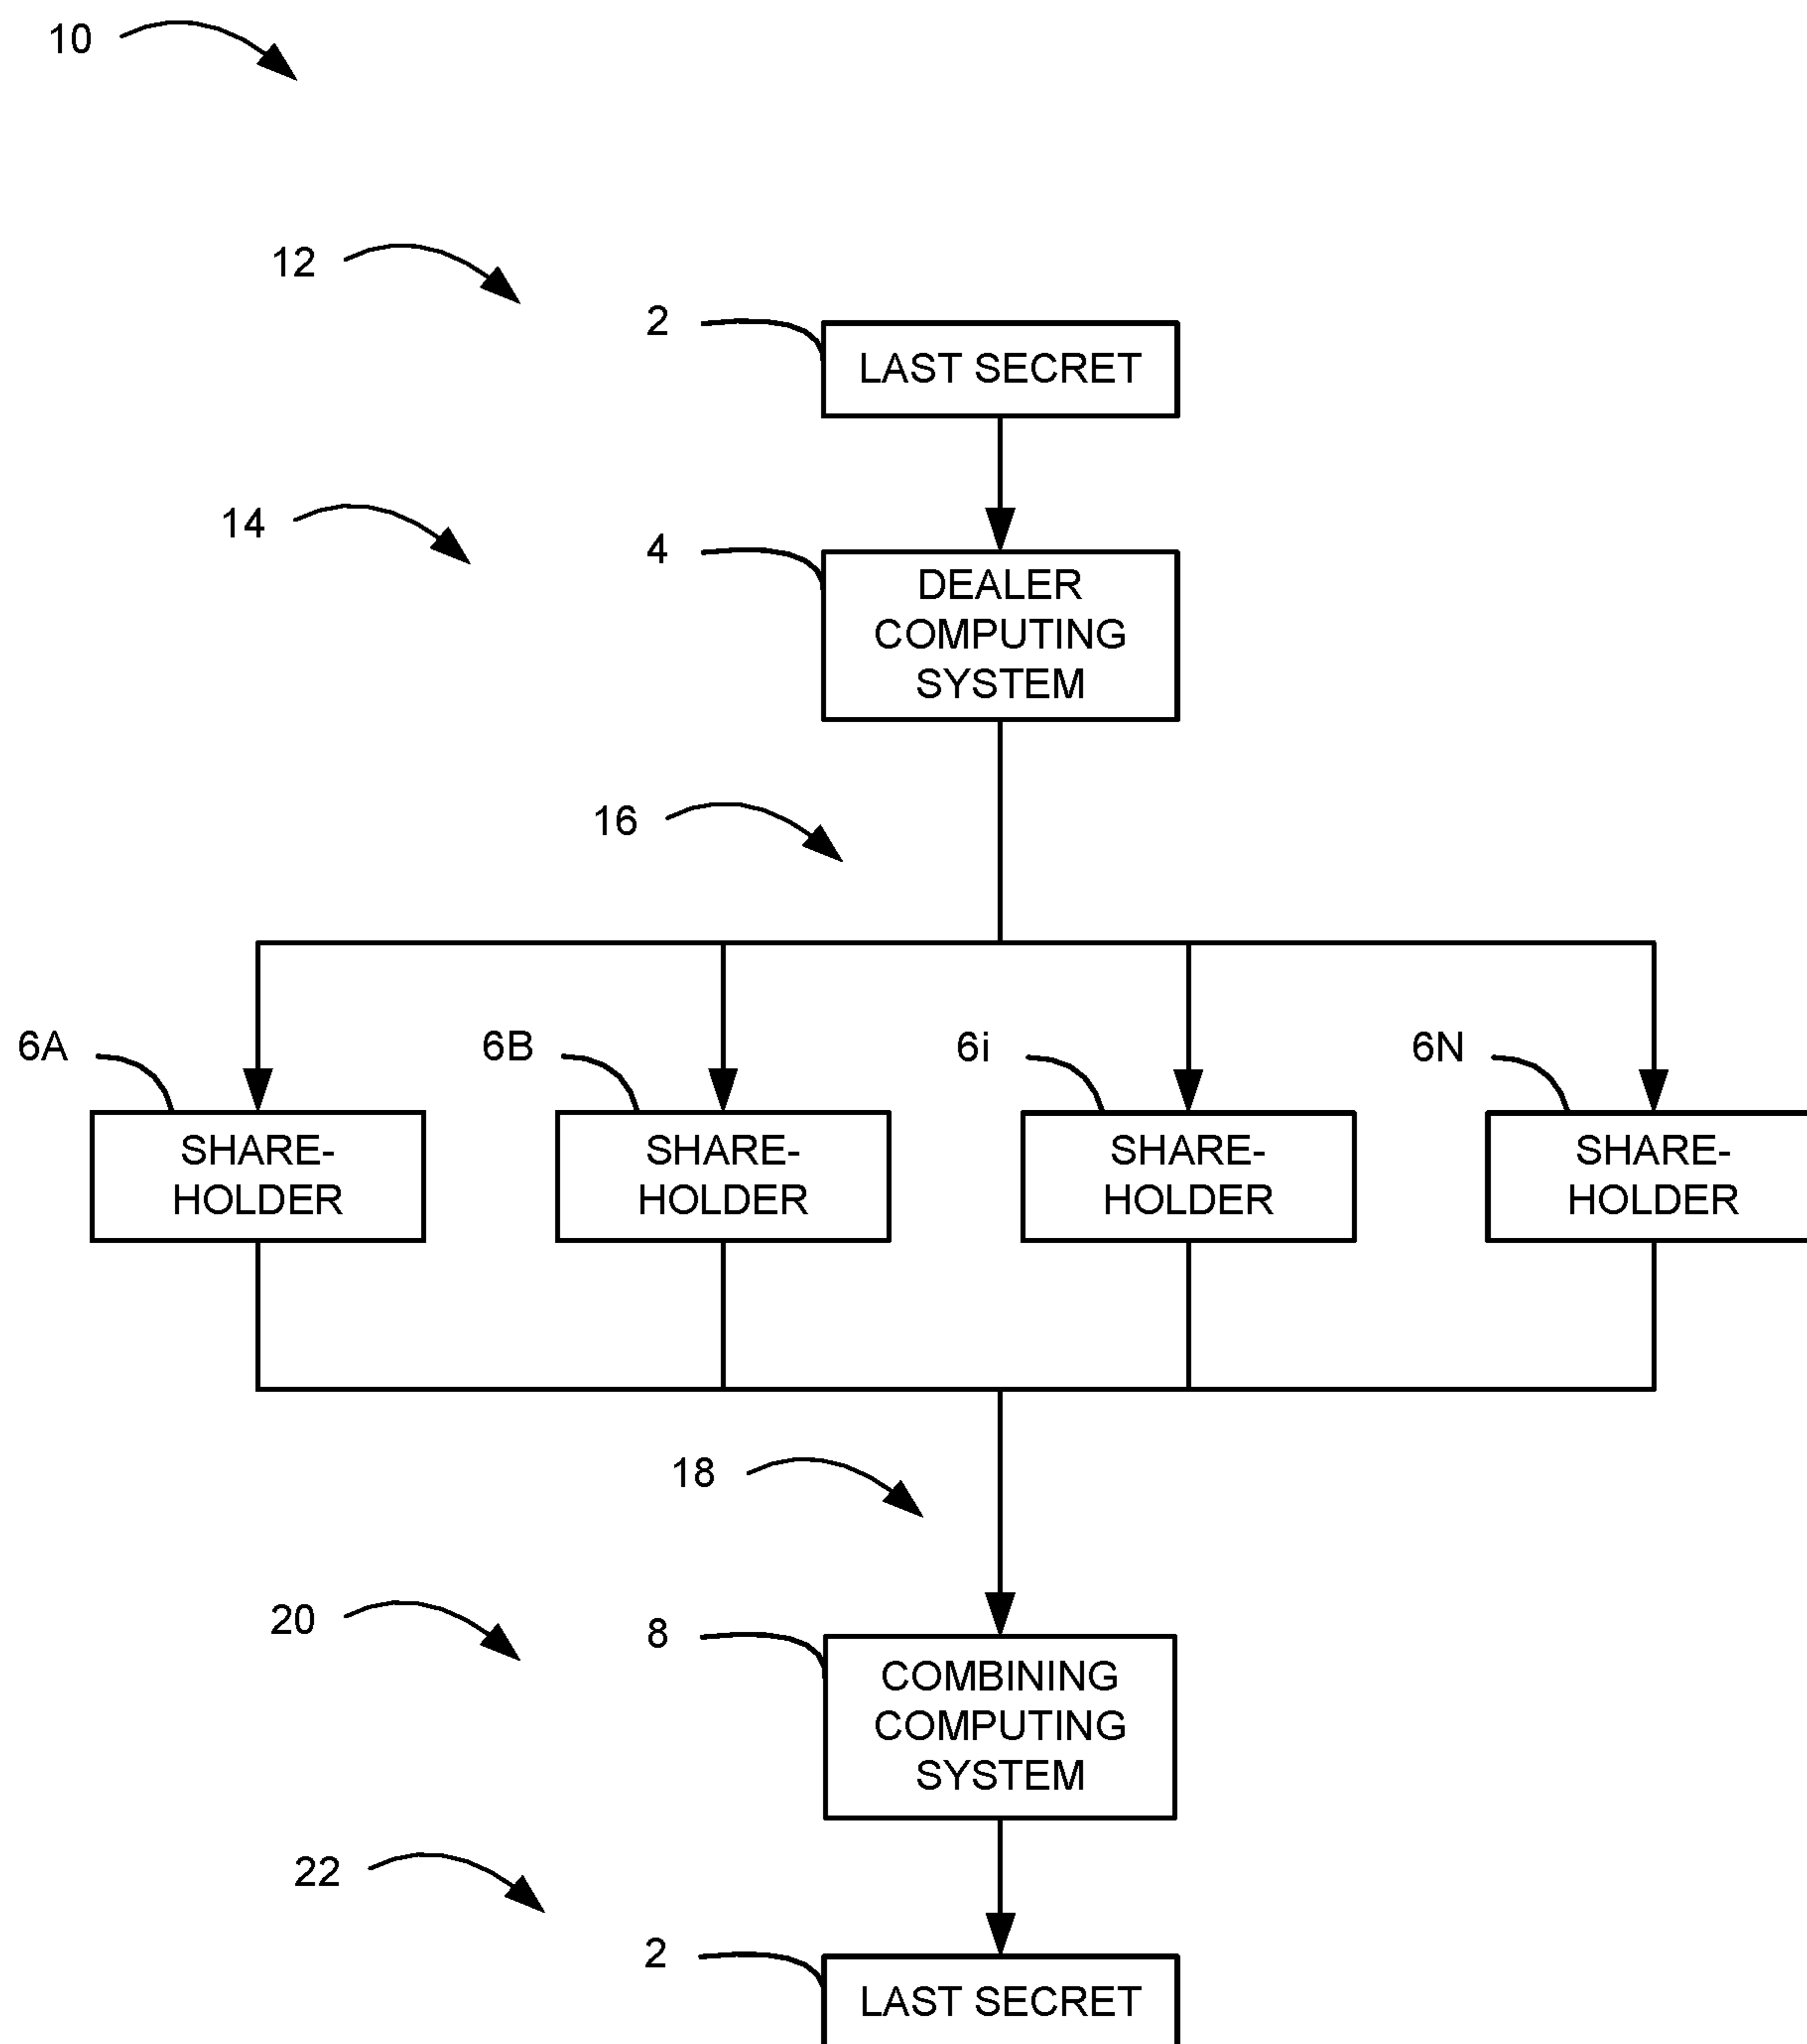 10
12
2
LAST SECRET
14
4
DEALER
COMPUTING
SYSTEM
16
6A
6B
6i
6N
SHARE-
HOLDER
SHARE-
HOLDER
SHARE-
HOLDER
SHARE-
HOLDER
18
20
8
COMBINING
COMPUTING
SYSTEM
22
2
LAST SECRET